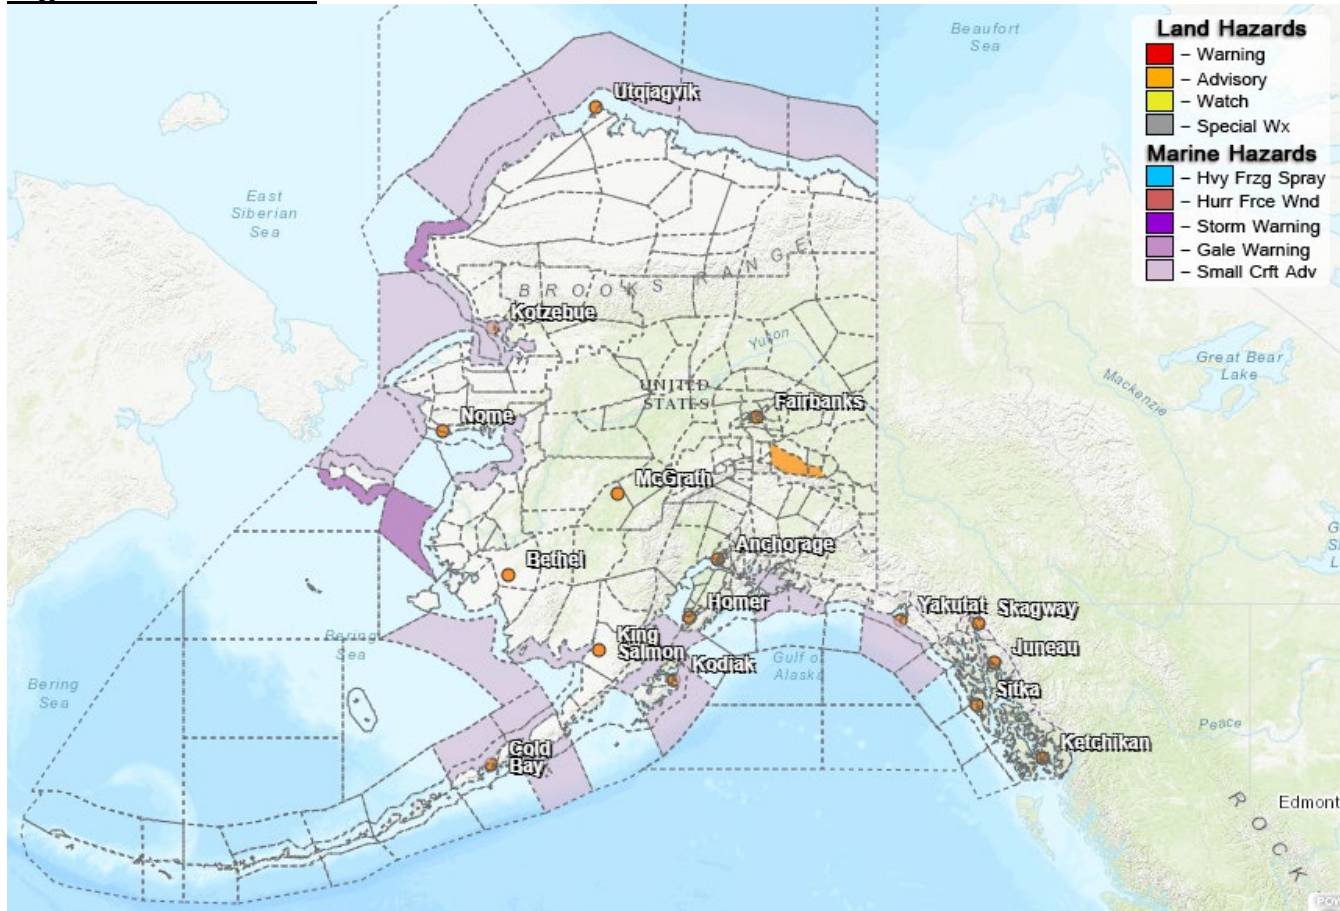 Land Hazards
– Warning
– Advisory
– Watch
– Special Wx
Marine Hazards
– Hvy Frzg Spray
– Hurr Frce Wnd
– Storm Warning
– Gale Warning
– Small Crft Adv
Beaufort
Sea
Utqiagvik
East
Siberian
Sea
BROOKS RANGE
Kotzebue
Yukon
Great Bear
Lake
Mackenzie
UNITED
STATES
Fairbanks
Nome
McGrath
Anchorage
Bethel
Homer
Yakutat
Skagway
King
Salmon
Juneau
Kodiak
Bering
Sea
Gulf of
Alaska
Bering
Sea
Sitka
Peace
Ketchikan
Cold
Bay
Edmont
ROCK